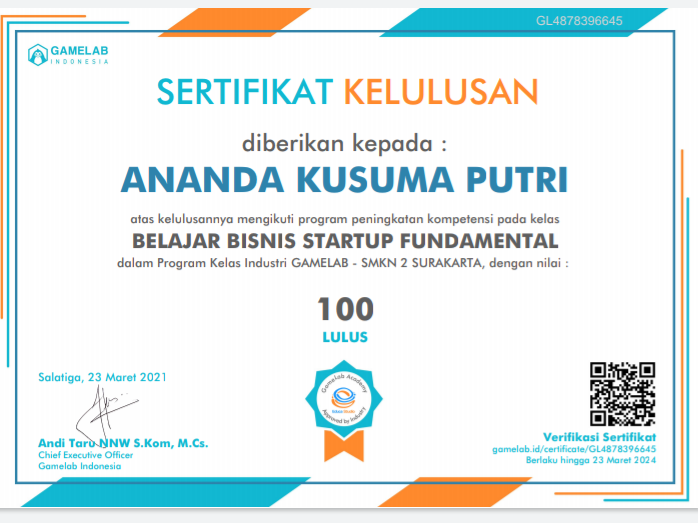 GL4878396645
GAMELAB
INDONESIA
SERTIFIKAT KELULUSAN
diberikan kepada :
ANANDA KUSUMA PUTRI
atas kelulusannya mengikuti program peningkatan kompetensi pada kelas
BELAJAR BISNIS STARTUP FUNDAMENTAL
dalam Program Kelas Industri GAMELAB - SMKN 2 SURAKARTA, dengan nilai :
100
LULUS
Salatiga, 23 Maret 2021
GameLab Academy
Approved by Industry
Andi Taru NNW S.Kom, M.Cs.
Chief Executive Officer
Gamelab Indonesia
Verifikasi Sertifikat
gamelab.id/certificate/GL4878396645
Berlaku hingga 23 Maret 2024